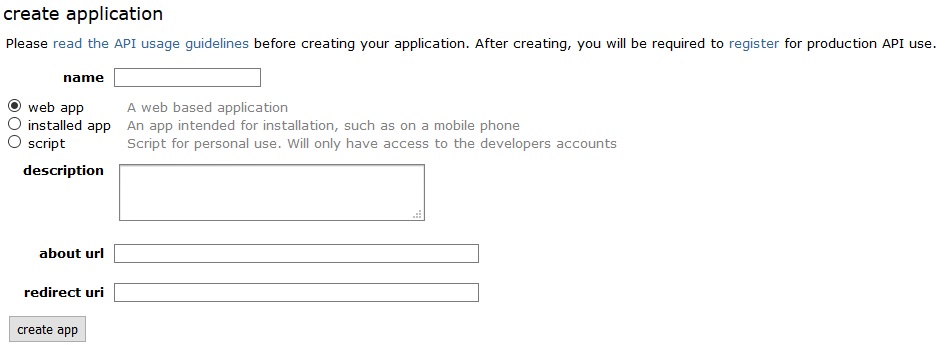 create application
Please read the API usage guidelines before creating your application. After creating, you will be required to register for production API use.
name
web app A web based application
installed app An app intended for installation, such as on a mobile phone
script Script for personal use. Will only have access to the developers accounts
description
about url
redirect uri
create app